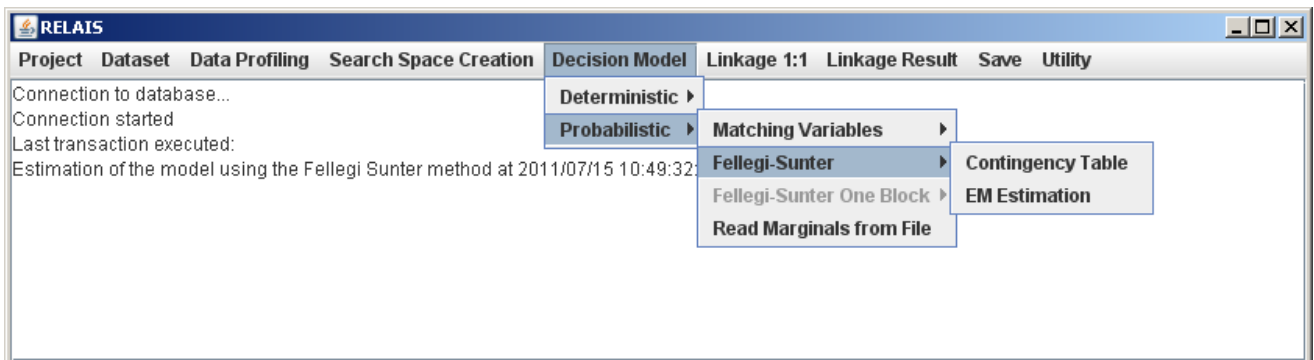 RELAIS
Project Dataset Data Profiling Search Space Creation Decision Model Linkage 1:1 Linkage Result Save Utility
Connection to database...
Connection started
Last transaction executed:
Estimation of the model using the Fellegi Sunter method at 2011/07/15 10:49:32
Deterministic
Probabilistic
Matching Variables
Fellegi-Sunter
Fellegi-Sunter One Block
Read Marginals from File
Contingency Table
EM Estimation